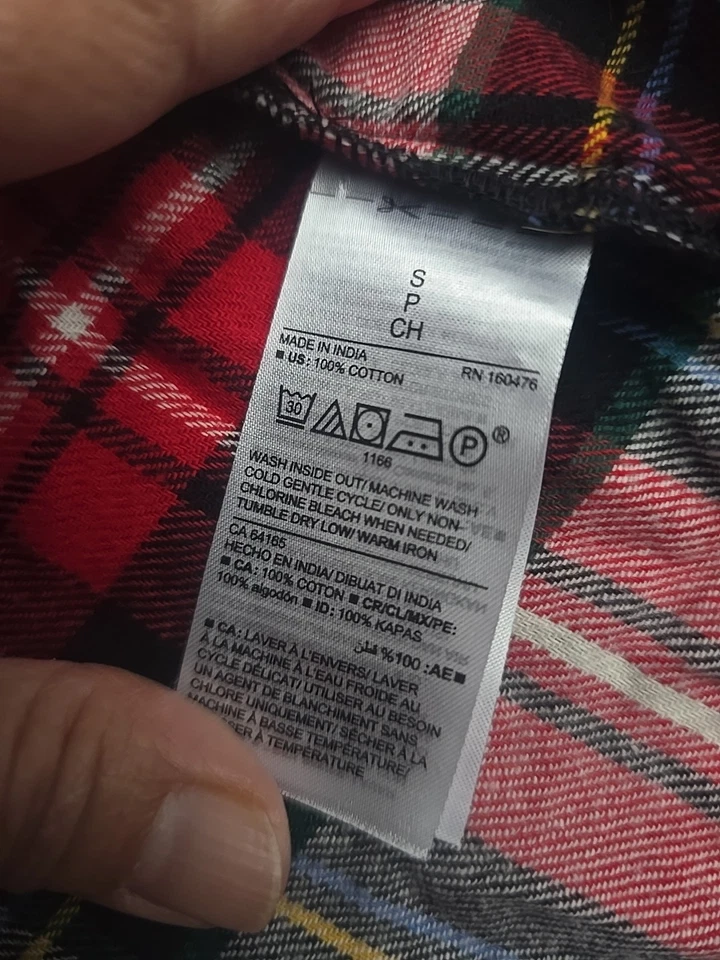 S
P
CH
MADE IN INDIA
RN 160476
■ US: 100% COTTON
30
P ®
1166
WASH INSIDE OUT/ MACHINE WASH
COLD GENTLE CYCLE/ ONLY NON-
CHLORINE BLEACH WHEN NEEDED/
TUMBLE DRY LOW/ WARM IRON
CA 64165
HECHO EN INDIA/ DIBUAT DI INDIA
■ CA: 100% COTON ■ CR/CL/MX/PE:
100% algodón ■ ID: 100% KAPAS
■AE: 100% قطن
■ CA: LAVER À L'ENVERS/ LAVER
À LA MACHINE À L'EAU FROIDE AU
CYCLE DÉLICAT/ UTILISER AU BESOIN
UN AGENT DE BLANCHIMENT SANS
CHLORE UNIQUEMENT/ SÉCHER À LA
MACHINE À BASSE TEMPÉRATURE/
À TEMPÉRATURE